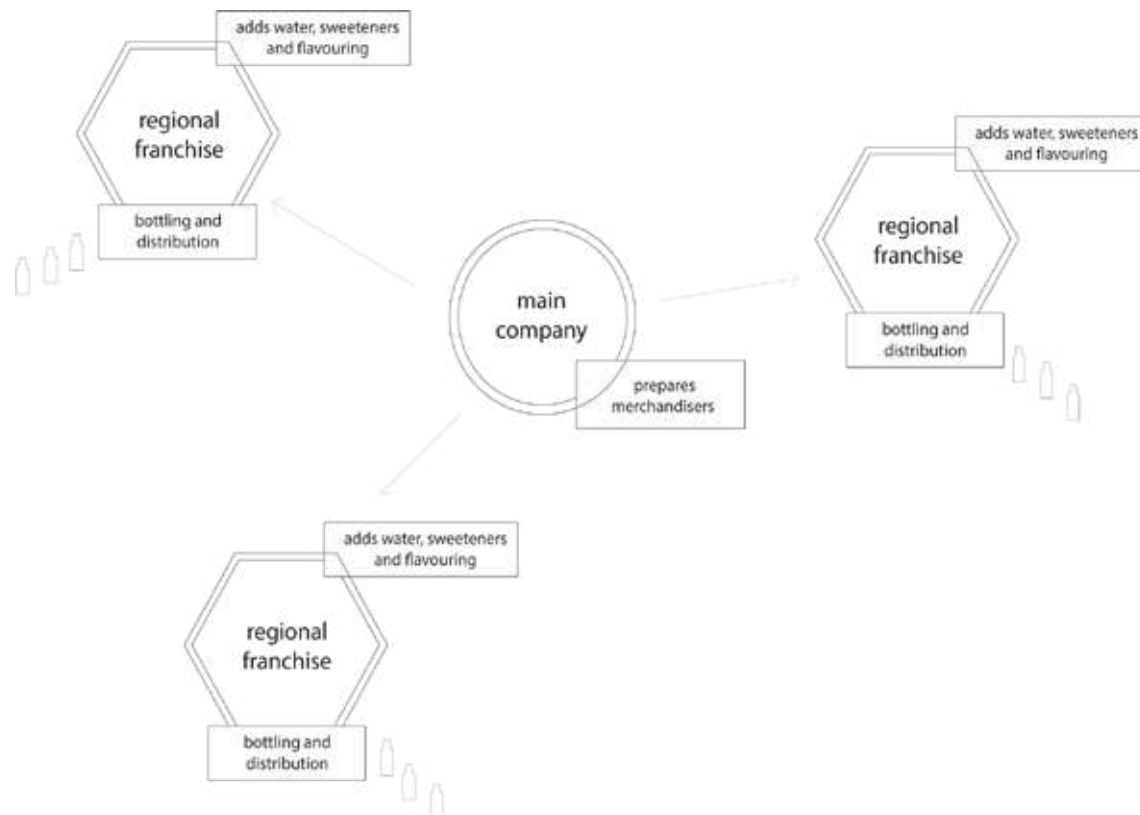 adds water, sweeteners
and flavouring
regional
franchise
bottling and
distribution
adds water, sweeteners
and flavouring
regional
franchise
bottling and
distribution
main
company
prepares
merchandisers
adds water, sweeteners
and flavouring
regional
franchise
bottling and
distribution